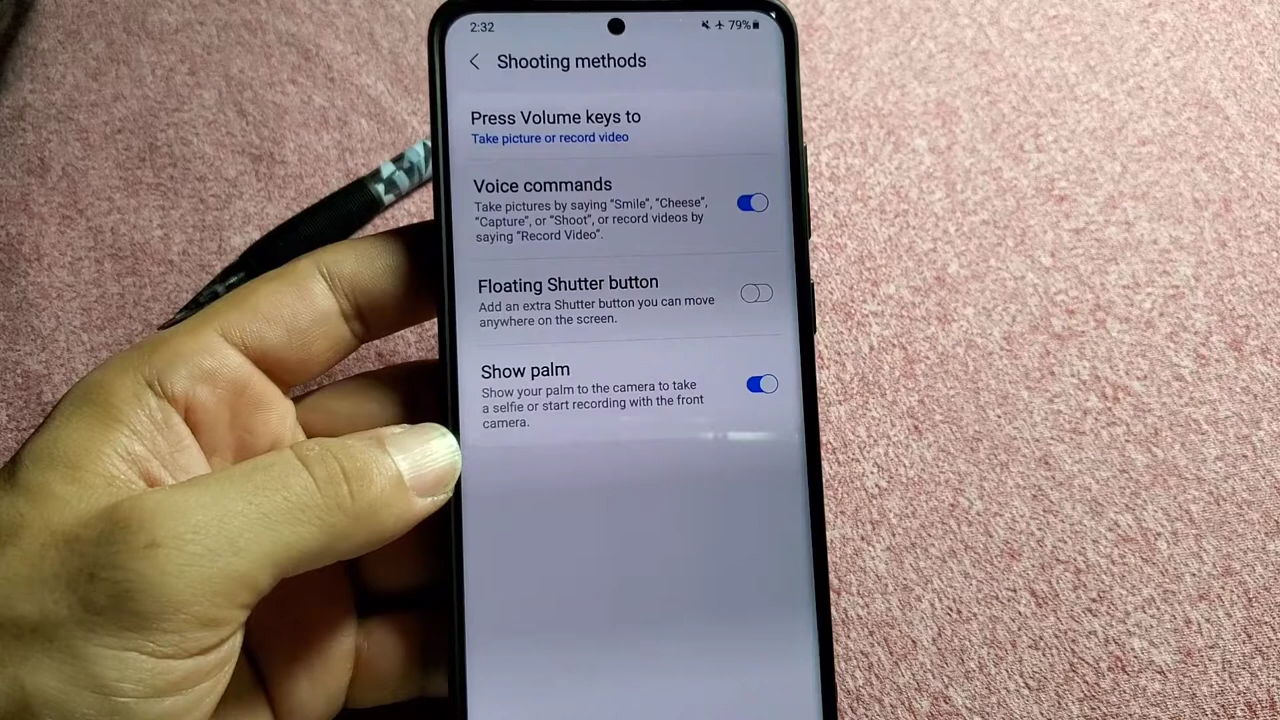 2:32 79%
Shooting methods
Press Volume keys to
Take picture or record video
Voice commands
Take pictures by saying “Smile”, “Cheese”,
“Capture”, or “Shoot”, or record videos by
saying “Record Video”.
Floating Shutter button
Add an extra Shutter button you can move
anywhere on the screen.
Show palm
Show your palm to the camera to take
a selfie or start recording with the front
camera.